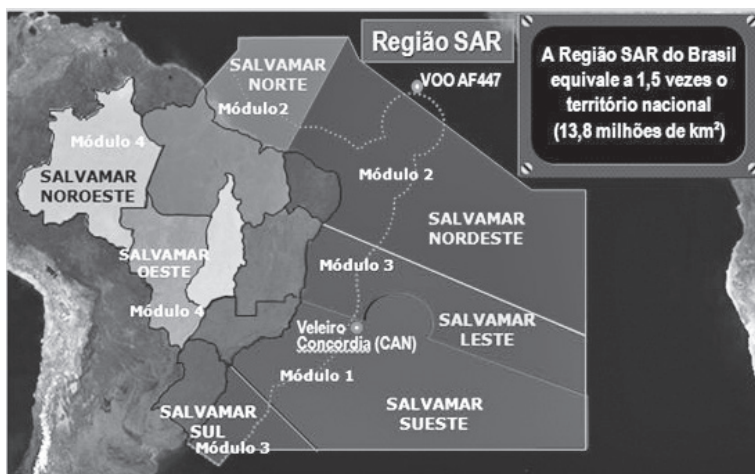 Região SAR
A Região SAR do Brasil
equivale a 1,5 vezes o
território nacional
(13,8 milhões de km²)
SALVAMAR
NORTE
Módulo2
VOO AF447
Módulo 4
SALVAMAR
NOROESTE
Módulo 2
SALVAMAR
NORDESTE
SALVAMAR
OESTE
Módulo 3
Módulo 4
Veleiro
Concordia (CAN)
SALVAMAR
LESTE
Módulo 1
SALVAMAR
SUESTE
SALVAMAR
SUL
Módulo 3